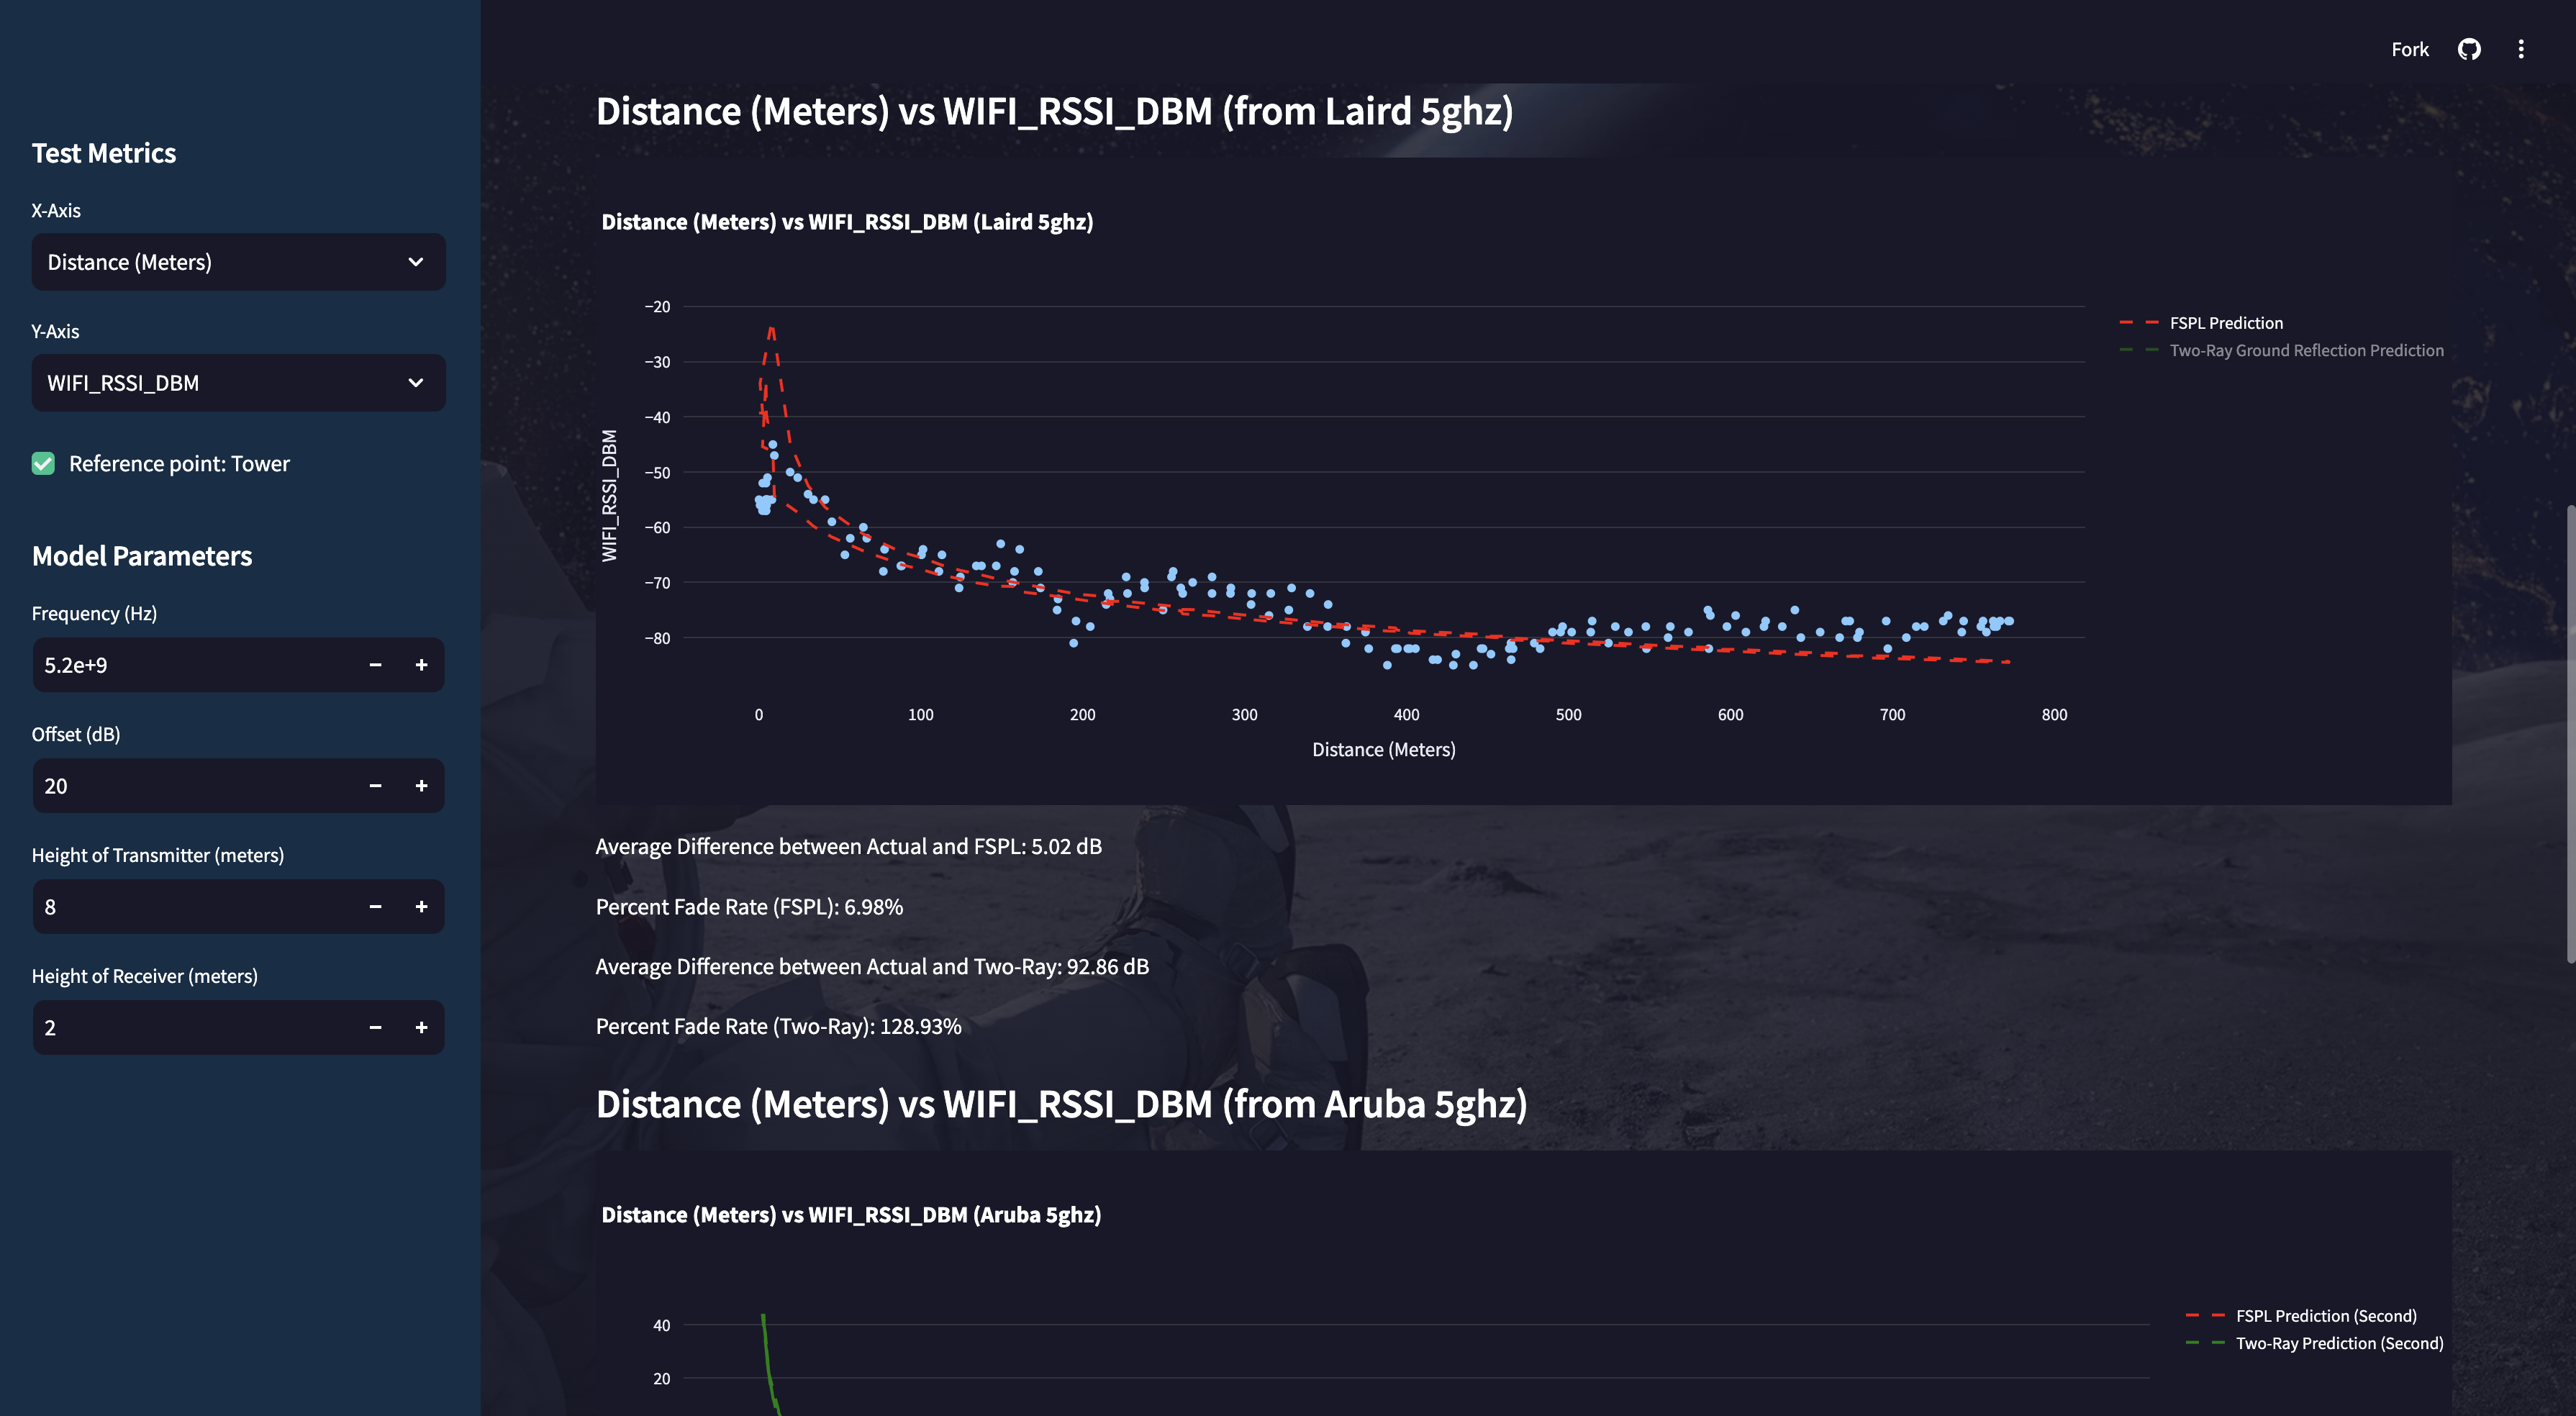 Fork
Test Metrics
X-Axis
Distance (Meters)
Y-Axis
WIFI_RSSI_DBM
Reference point: Tower
Model Parameters
Frequency (Hz)
5.2e+9
Offset (dB)
20
Height of Transmitter (meters)
8
Height of Receiver (meters)
2
Distance (Meters) vs WIFI_RSSI_DBM (from Laird 5ghz)
Distance (Meters) vs WIFI_RSSI_DBM (Laird 5ghz)
−20
−30
−40
−50
−60
−70
−80
WIFI_RSSI_DBM
0 100 200 300 400 500 600 700 800
Distance (Meters)
FSPL Prediction
Two-Ray Ground Reflection Prediction
Average Difference between Actual and FSPL: 5.02 dB
Percent Fade Rate (FSPL): 6.98%
Average Difference between Actual and Two-Ray: 92.86 dB
Percent Fade Rate (Two-Ray): 128.93%
Distance (Meters) vs WIFI_RSSI_DBM (from Aruba 5ghz)
Distance (Meters) vs WIFI_RSSI_DBM (Aruba 5ghz)
40
20
FSPL Prediction (Second)
Two-Ray Prediction (Second)